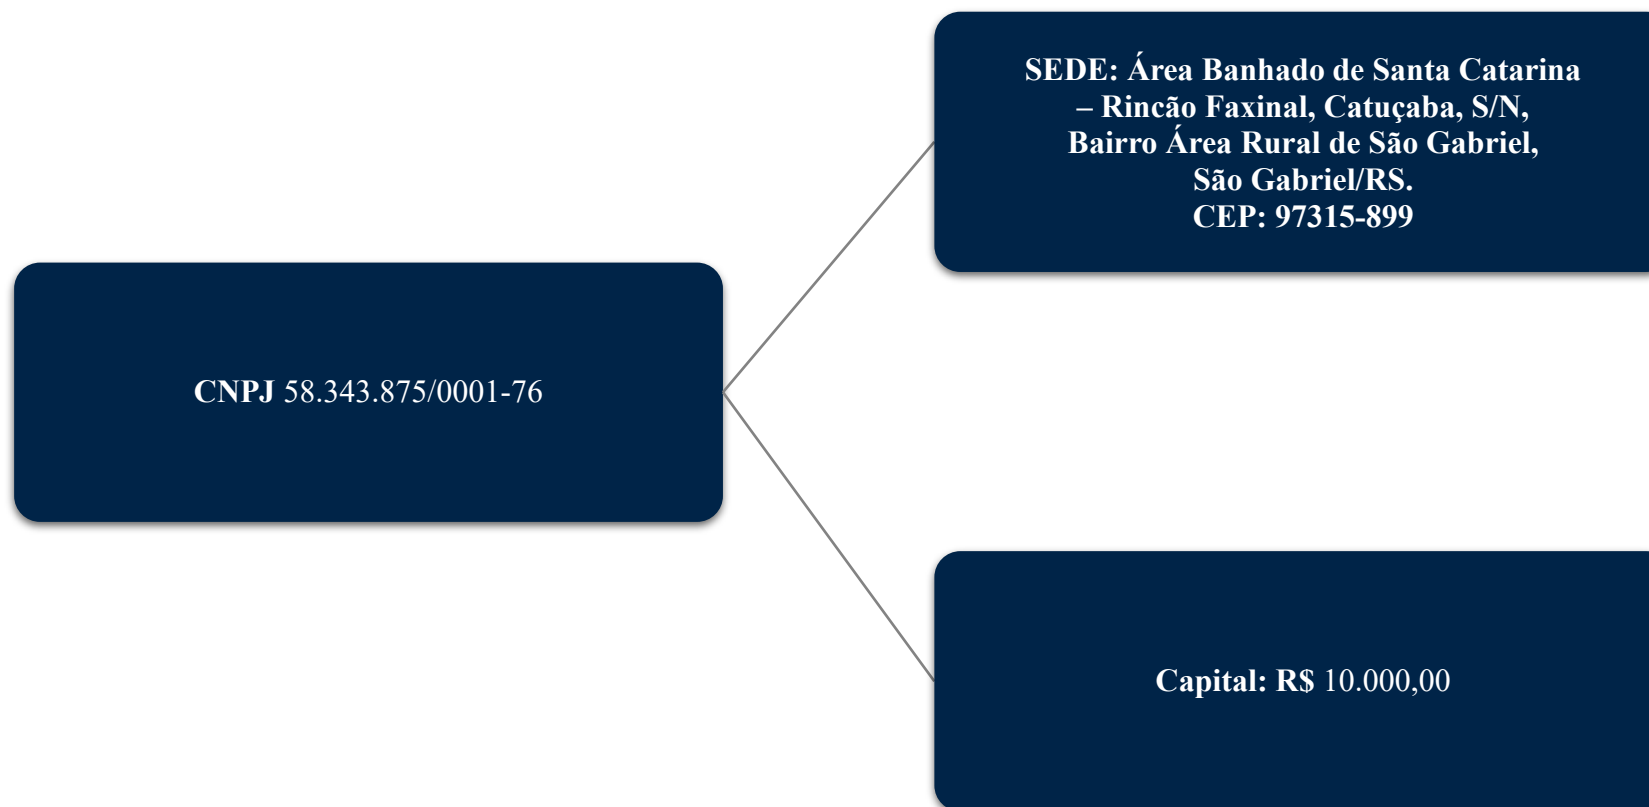 SEDE: Área Banhado de Santa Catarina
– Rincão Faxinal, Catuçaba, S/N,
Bairro Área Rural de São Gabriel,
São Gabriel/RS.
CEP: 97315-899
CNPJ 58.343.875/0001-76
Capital: R$ 10.000,00